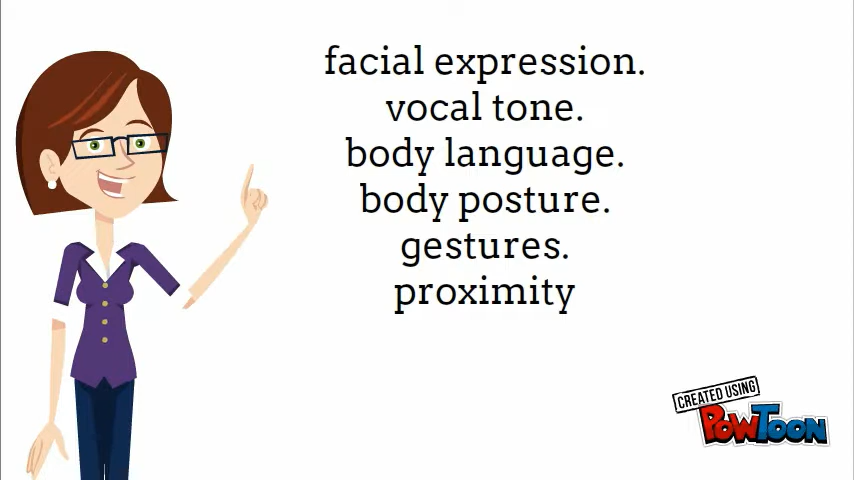 facial expression.
vocal tone.
body language.
body posture.
gestures.
proximity
CREATED USING
POWTOON